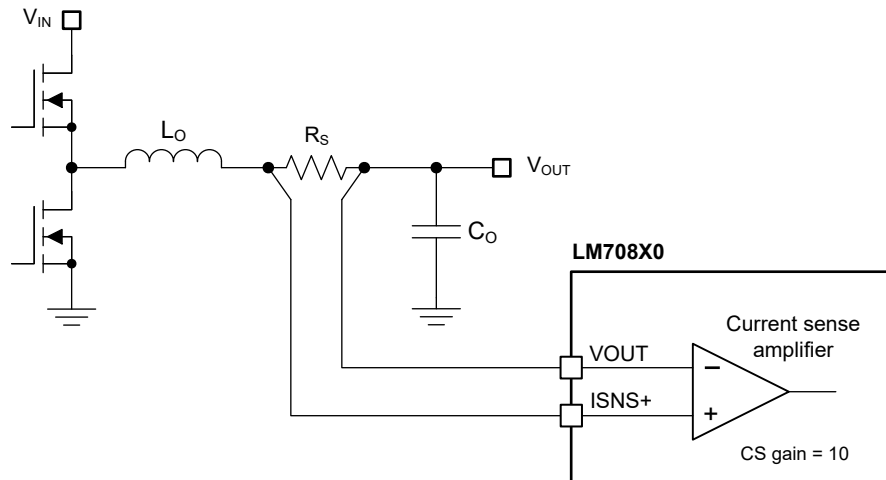 VIN
LO
RS
VOUT
CO
LM708X0
Current sense
amplifier
VOUT
−
ISNS+
+
CS gain = 10